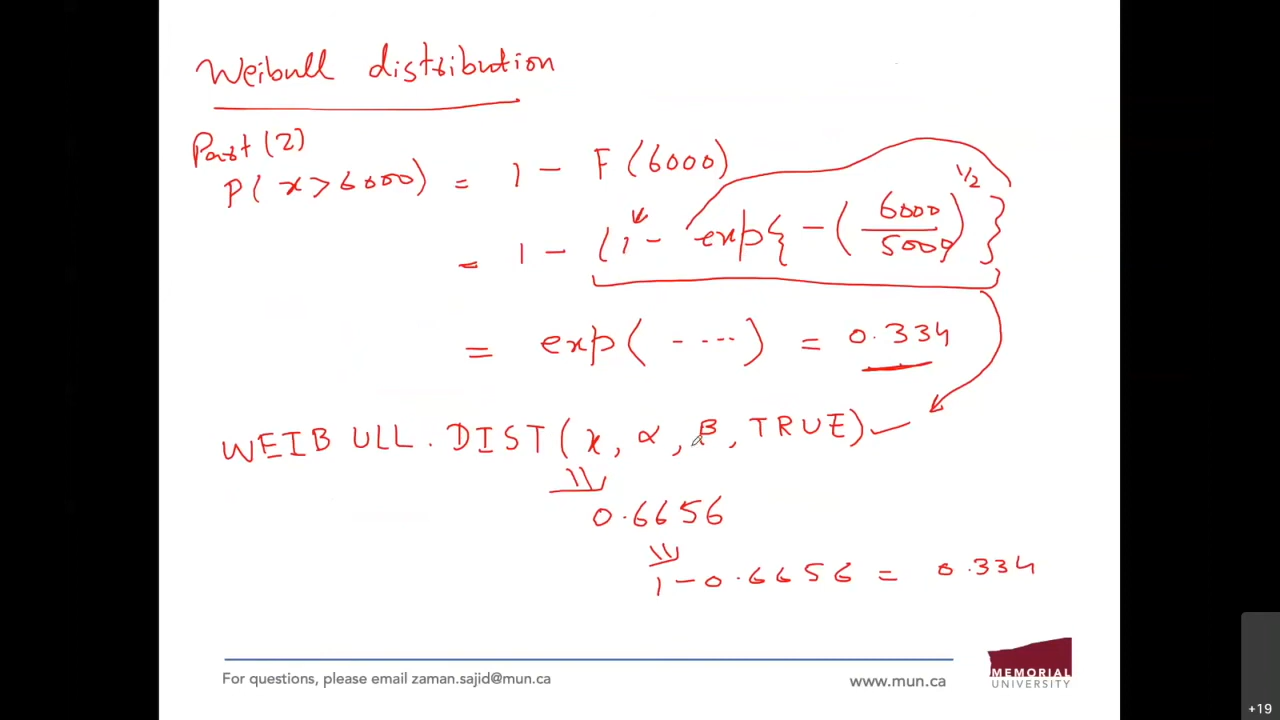 Weibull distribution
Part (2)
P(x > 6000) = 1 - F(6000)
= 1 - (1 - exp{ - (6000/5000)^1/2 }
= exp( ..... ) = 0.334
WEIBULL.DIST(x, α, β, TRUE)
0.6656
1 - 0.6656 = 0.334
For questions, please email zaman.sajid@mun.ca
www.mun.ca
MEMORIAL
UNIVERSITY
+19